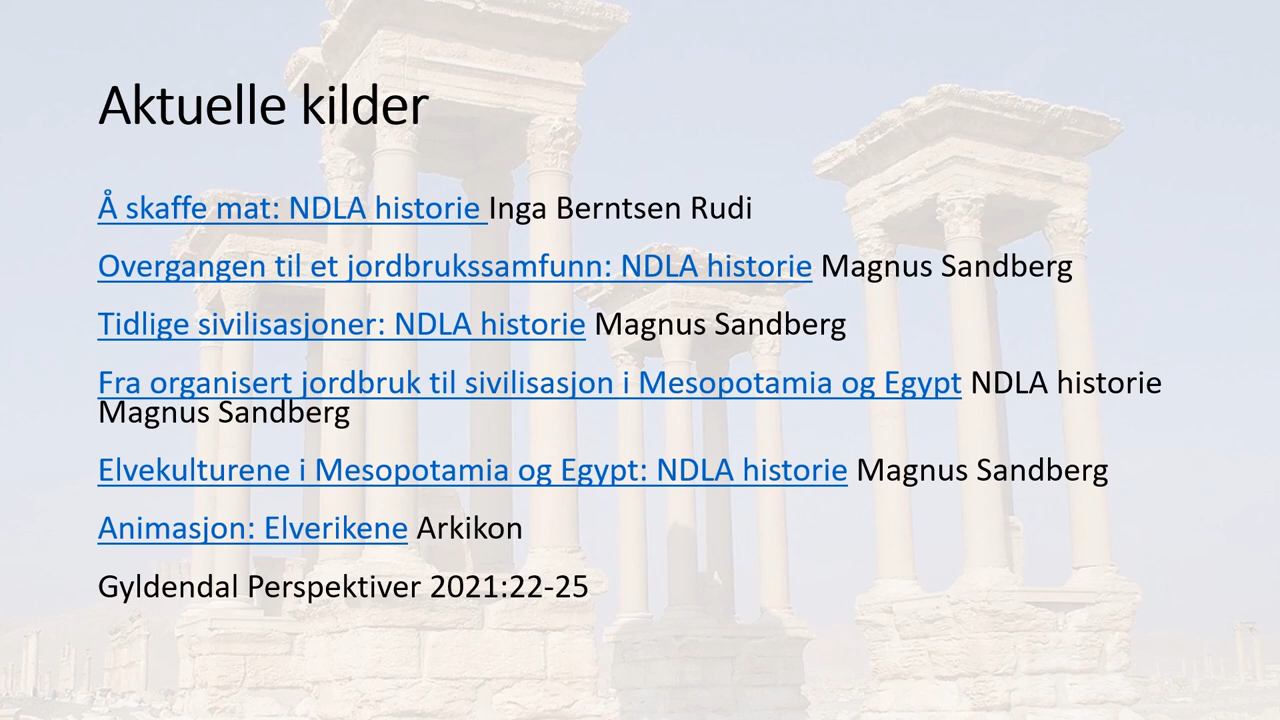 Aktuelle kilder
Å skaffe mat: NDLA historie Inga Berntsen Rudi
Overgangen til et jordbrukssamfunn: NDLA historie Magnus Sandberg
Tidlige sivilisasjoner: NDLA historie Magnus Sandberg
Fra organisert jordbruk til sivilisasjon i Mesopotamia og Egypt NDLA historie
Magnus Sandberg
Elvekulturene i Mesopotamia og Egypt: NDLA historie Magnus Sandberg
Animasjon: Elverikene Arkikon
Gyldendal Perspektiver 2021:22-25